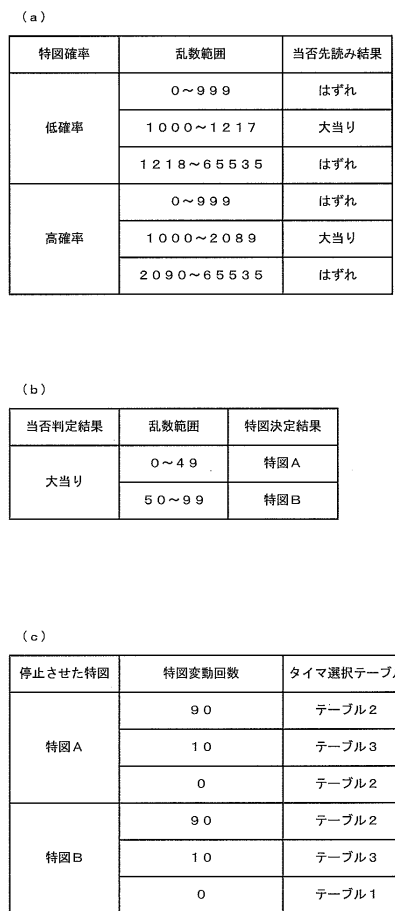 (a)
特図確率 乱数範囲 当否先読み結果
低確率 0~999 はずれ
1000~1217 大当り
1218~65535 はずれ
高確率 0~999 はずれ
1000~2089 大当り
2090~65535 はずれ
(b)
当否判定結果 乱数範囲 特図決定結果
大当り 0~49 特図A
50~99 特図B
(c)
停止させた特図 特図変動回数 タイマ選択テーブル
特図A 90 テーブル2
10 テーブル3
0 テーブル2
特図B 90 テーブル2
10 テーブル3
0 テーブル1